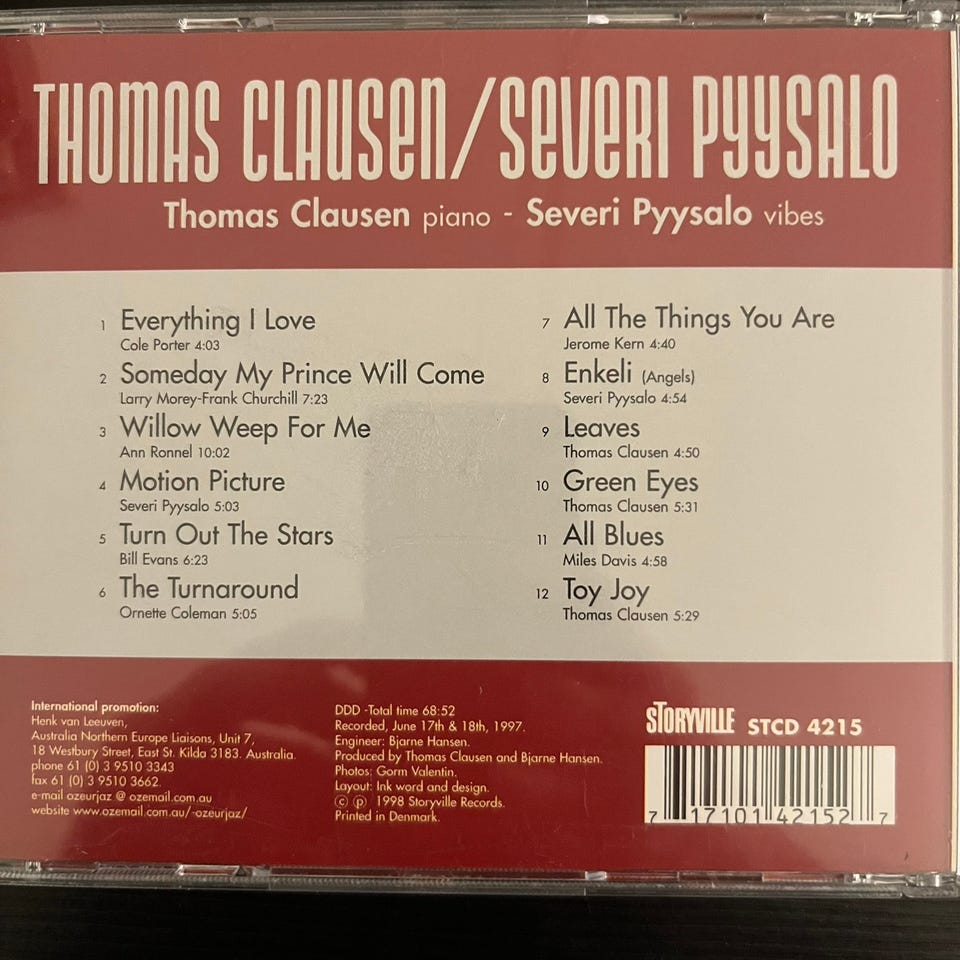 THOMAS CLAUSEN/SEVERI PYYSALO
Thomas Clausen piano - Severi Pyysalo vibes
1 Everything I Love
Cole Porter 4:03
2 Someday My Prince Will Come
Larry Morey-Frank Churchill 7:23
3 Willow Weep For Me
Ann Ronnel 10:02
4 Motion Picture
Severi Pyysalo 5:03
5 Turn Out The Stars
Bill Evans 6:23
6 The Turnaround
Ornette Coleman 5:05
7 All The Things You Are
Jerome Kern 4:40
8 Enkeli (Angels)
Severi Pyysalo 4:54
9 Leaves
Thomas Clausen 4:50
10 Green Eyes
Thomas Clausen 5:31
11 All Blues
Miles Davis 4:58
12 Toy Joy
Thomas Clausen 5:29
International promotion:
Henk van Leeuven,
Australia Northern Europe Liaisons, Unit 7,
18 Westbury Street, East St. Kilda 3183. Australia.
phone 61 (0) 3 9510 3343
fax 61 (0) 3 9510 3662.
e-mail ozeurjaz @ ozemail.com.au
website www.ozemail.com.au/-ozeurjaz/
DDD -Total time 68:52
Recorded, June 17th & 18th, 1997.
Engineer: Bjarne Hansen.
Produced by Thomas Clausen and Bjarne Hansen.
Photos: Gorm Valentin.
Layout: Ink word and design.
© ℗ 1998 Storyville Records.
Printed in Denmark.
STORYVILLE STCD 4215
7 17101 42152 7